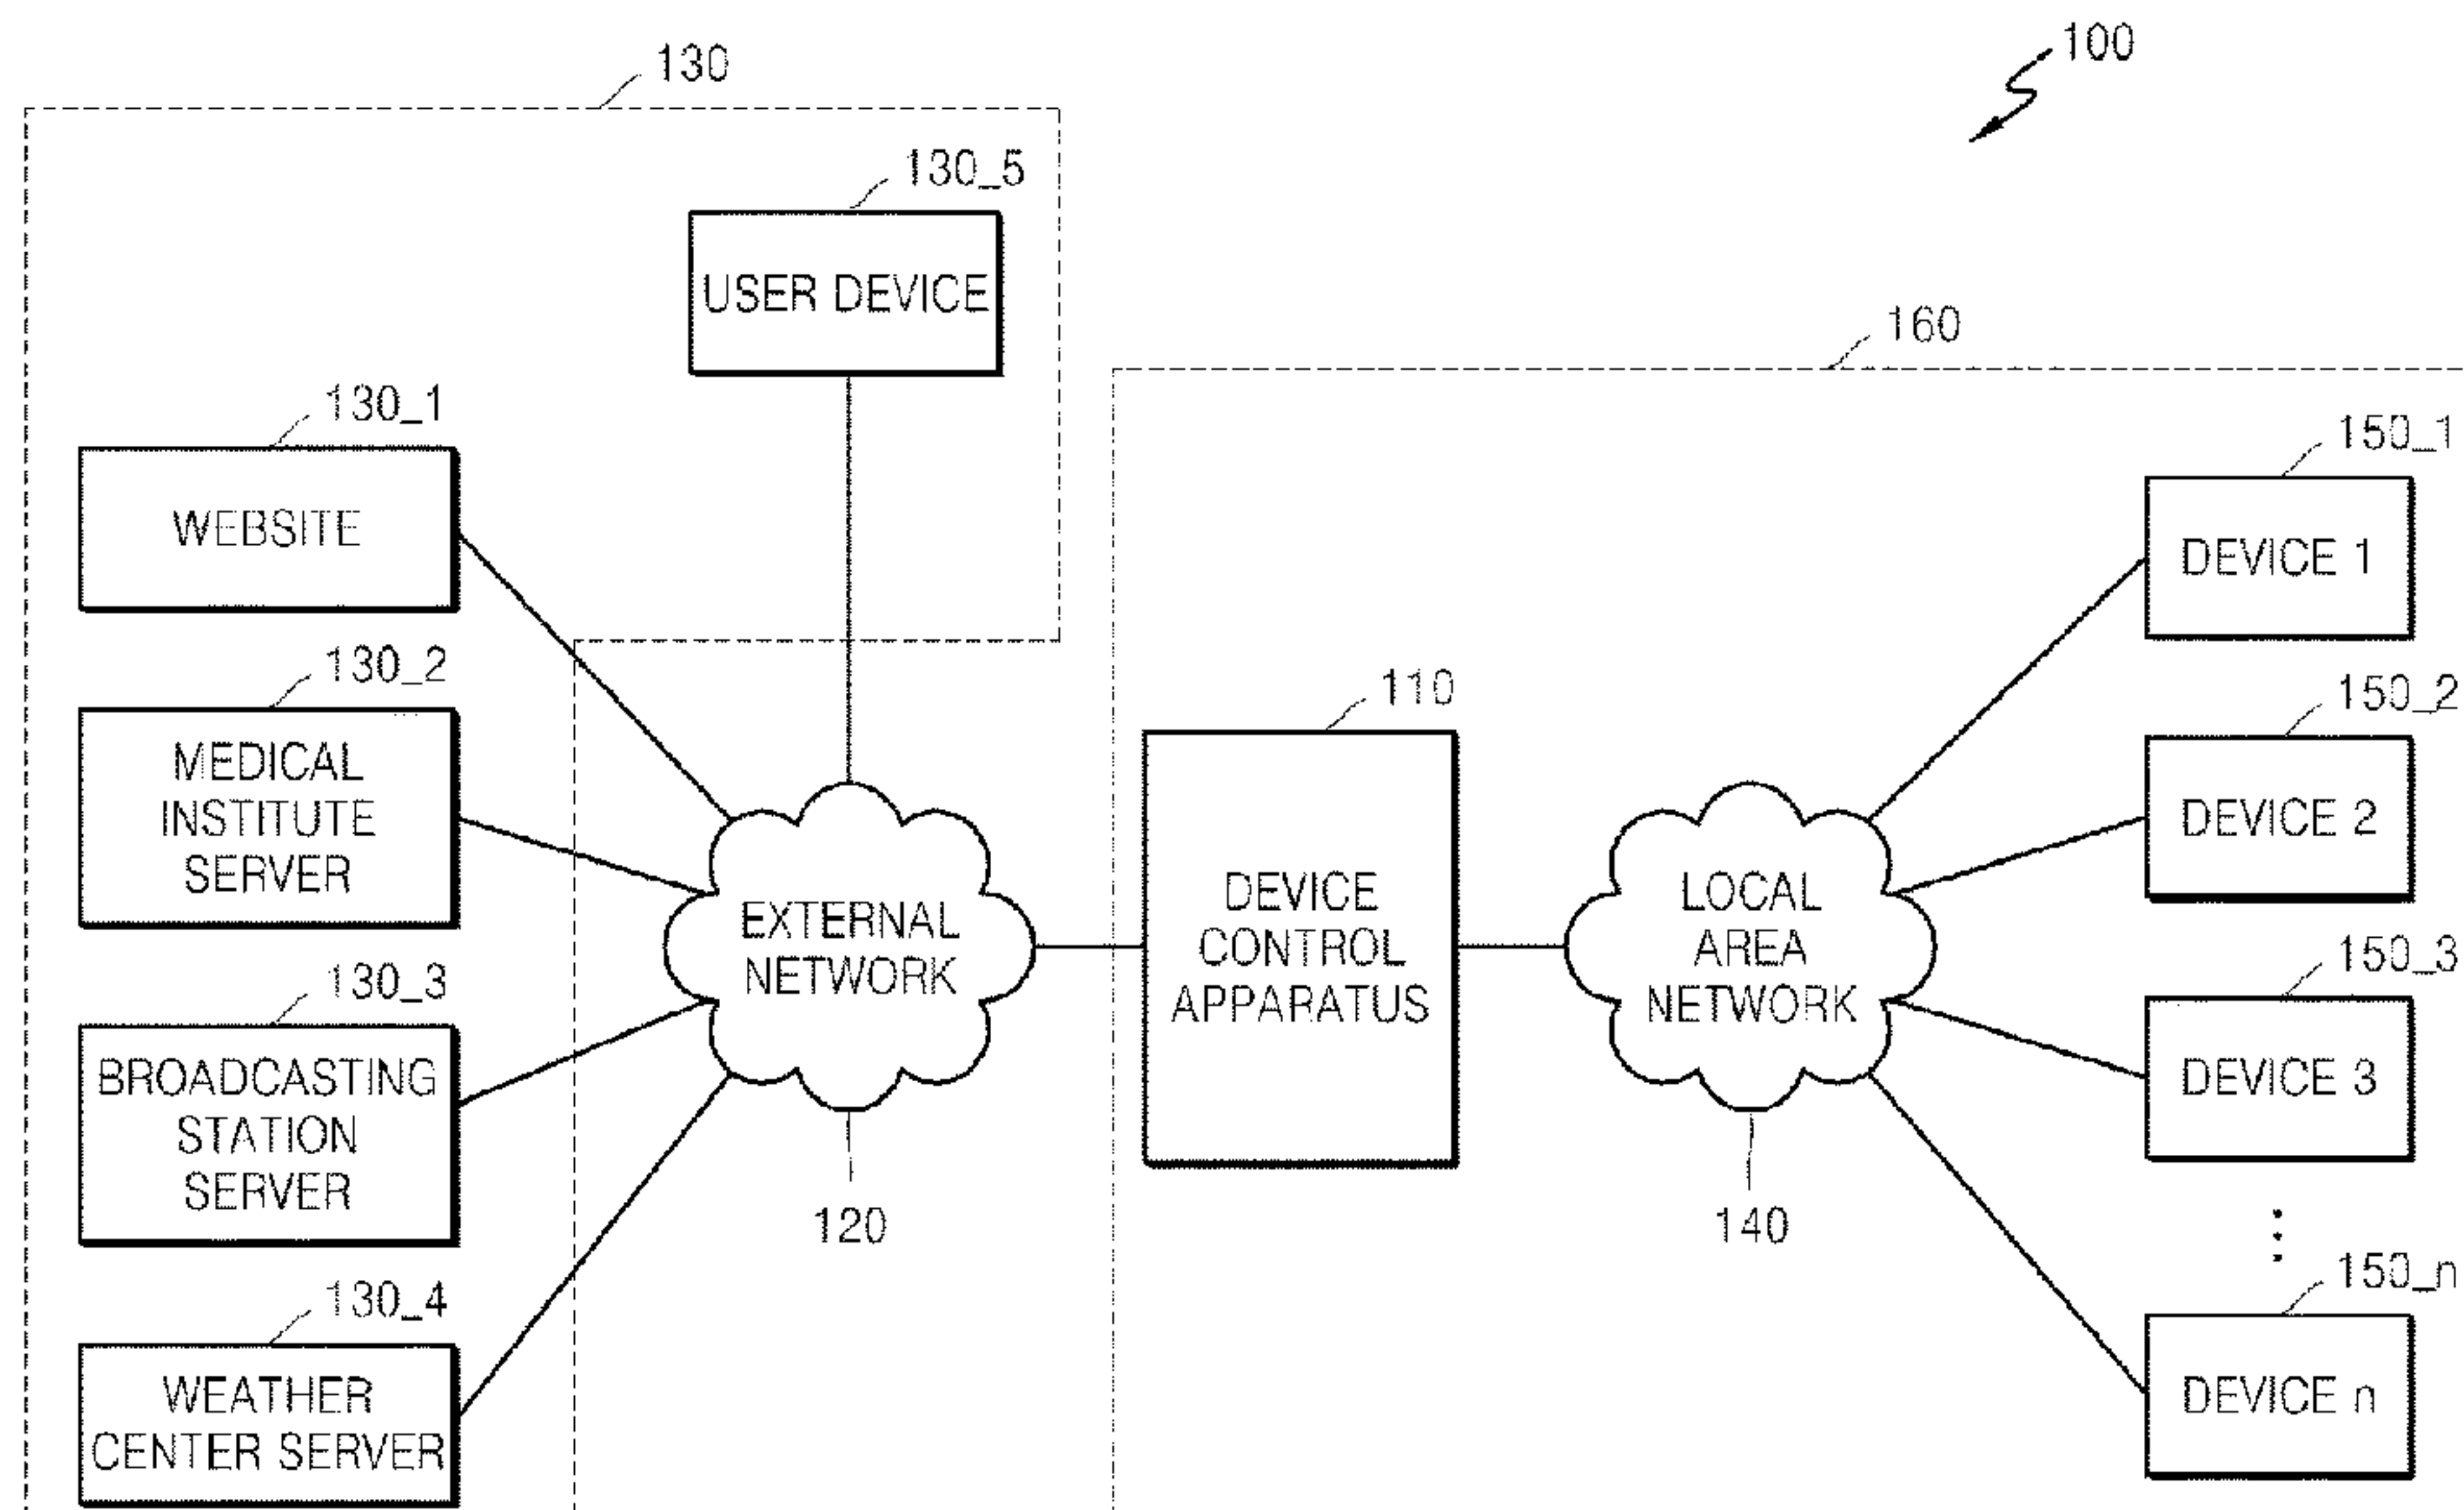 100
130
130_5
USER DEVICE
160
130_1
WEBSITE
150_1
DEVICE 1
130_2
MEDICAL
INSTITUTE
SERVER
110
DEVICE
CONTROL
APPARATUS
150_2
DEVICE 2
EXTERNAL
NETWORK
120
LOCAL
AREA
NETWORK
140
130_3
BROADCASTING
STATION
SERVER
150_3
DEVICE 3
130_4
WEATHER
CENTER SERVER
150_n
DEVICE n